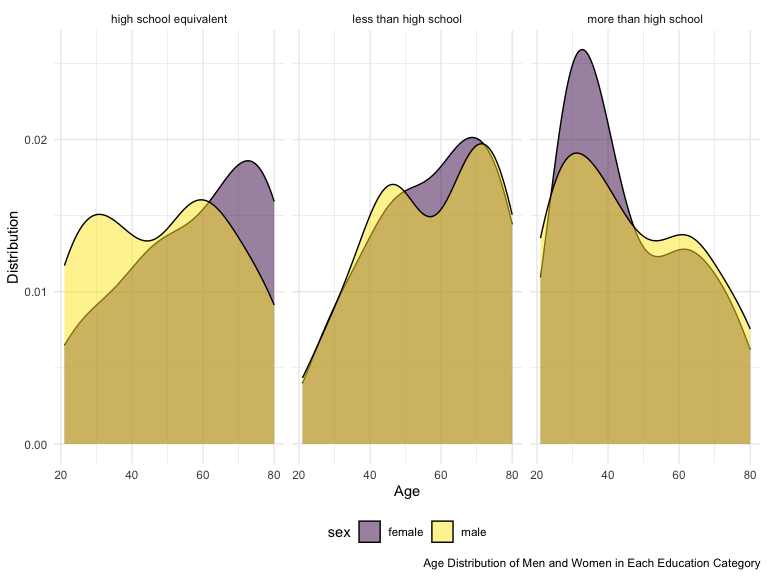 high school equivalent
less than high school
more than high school
0.02
0.01
0.00
Distribution
20 40 60 80
20 40 60 80
20 40 60 80
Age
sex female male
Age Distribution of Men and Women in Each Education Category